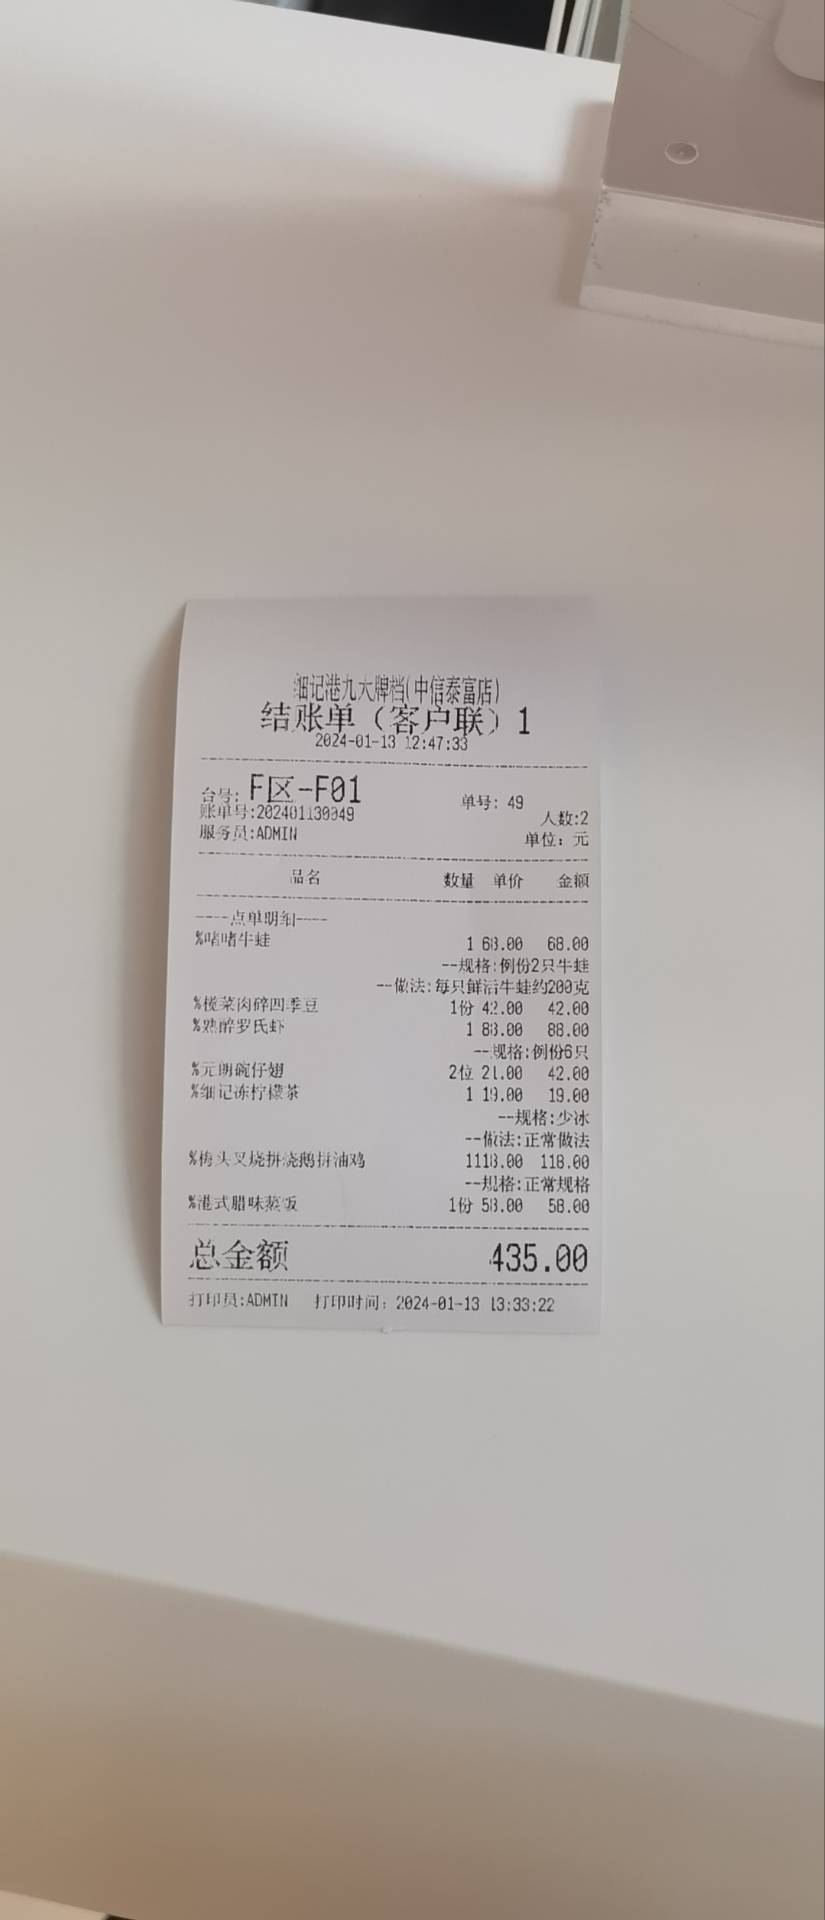 细记港九大牌档(中信泰富店)
结账单（客户联）1
2024-01-13 12:47:33
台号: F区-F01 单号: 49
账单号:202401130049 人数:2
服务员:ADMIN 单位: 元
品名 数量 单价 金额
----点单明细----
%啫啫牛蛙 1 68.00 68.00
--规格:例份2只牛蛙
--做法:每只鲜活牛蛙约200克
%榄菜肉碎四季豆 1份 42.00 42.00
%熟醉罗氏虾 1 88.00 88.00
--规格:例份6只
%元朗碗仔翅 2位 21.00 42.00
%细记冻柠檬茶 1 19.00 19.00
--规格:少冰
--做法:正常做法
%梅头叉烧拼烧鹅拼油鸡 1118.00 118.00
--规格:正常规格
%港式腊味蒸饭 1份 58.00 58.00
总金额 435.00
打印员:ADMIN 打印时间: 2024-01-13 13:33:22